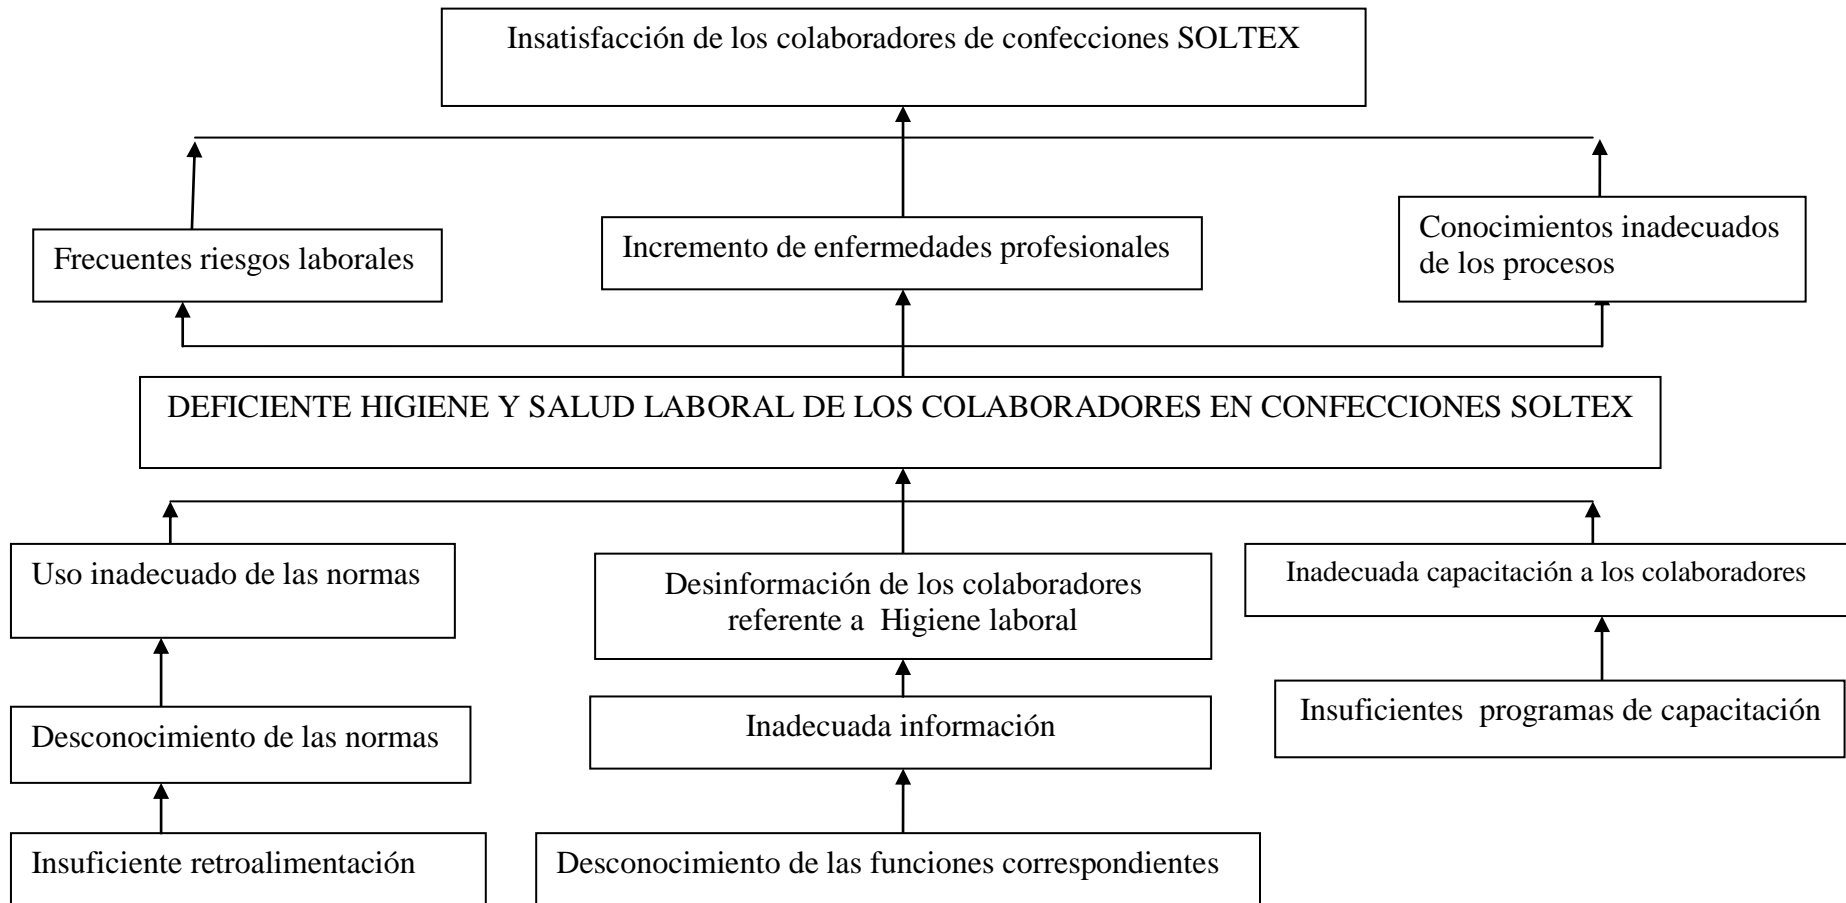 Insatisfacción de los colaboradores de confecciones SOLTEX
Frecuentes riesgos laborales
Incremento de enfermedades profesionales
Conocimientos inadecuados
de los procesos
DEFICIENTE HIGIENE Y SALUD LABORAL DE LOS COLABORADORES EN CONFECCIONES SOLTEX
Uso inadecuado de las normas
Desinformación de los colaboradores
referente a  Higiene laboral
Inadecuada capacitación a los colaboradores
Desconocimiento de las normas
Inadecuada información
Insuficientes  programas de capacitación
Insuficiente retroalimentación
Desconocimiento de las funciones correspondientes